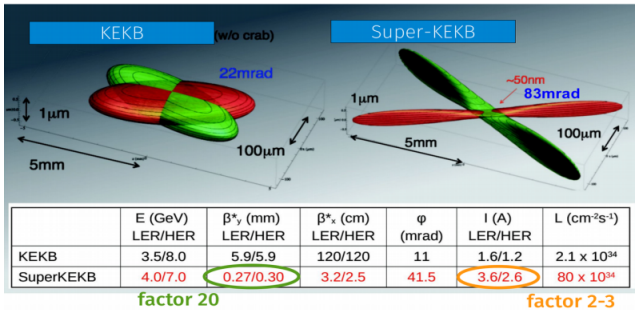 KEKB
(w/o crab)
Super-KEKB
22mrad
~50nm
83mrad
1μm
1μm
100μm
100μm
5mm
5mm
E (GeV) β*y (mm) β*x (cm) φ I (A) L (cm-2s-1)
LER/HER LER/HER LER/HER (mrad) LER/HER
KEKB 3.5/8.0 5.9/5.9 120/120 11 1.6/1.2 2.1 x 10³⁴
SuperKEKB 4.0/7.0 0.27/0.30 3.2/2.5 41.5 3.6/2.6 80 x 10³⁴
factor 20 factor 2-3